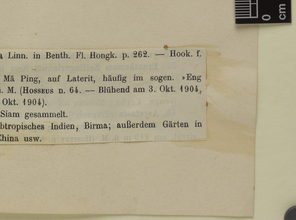 a Linn. in Benth. Fl. Hongk. p. 262. — Hook. f.
Mä Ping, auf Laterit, häufig im sogen. »Eng
ü. M. (Hosseus n. 64. — Blühend am 3. Okt. 1904,
Okt. 1904).
Siam gesammelt.
btropisches Indien, Birma; außerdem Gärten in
China usw.
0
cm